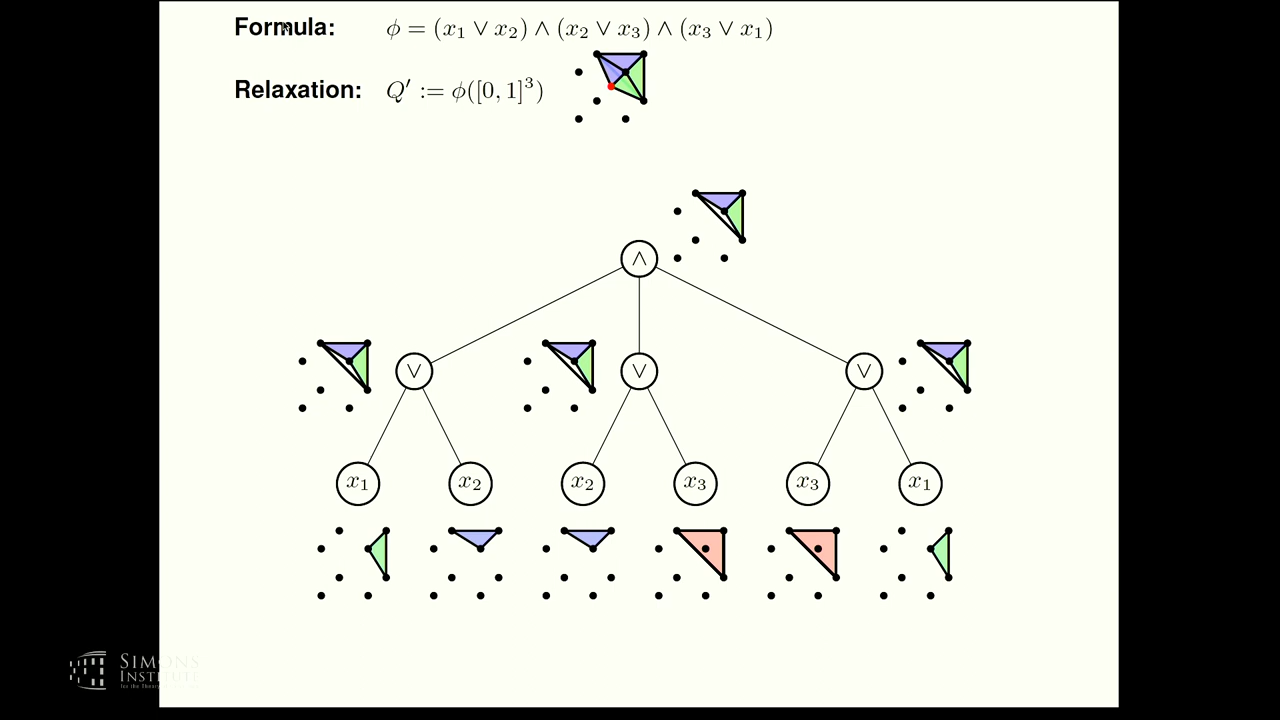 Formula: ϕ = (x₁ ∨ x₂) ∧ (x₂ ∨ x₃) ∧ (x₃ ∨ x₁)
Relaxation: Q′ := ϕ([0, 1]³)
∧
∨ ∨ ∨
x₁ x₂ x₂ x₃ x₃ x₁
SIMONS
INSTITUTE